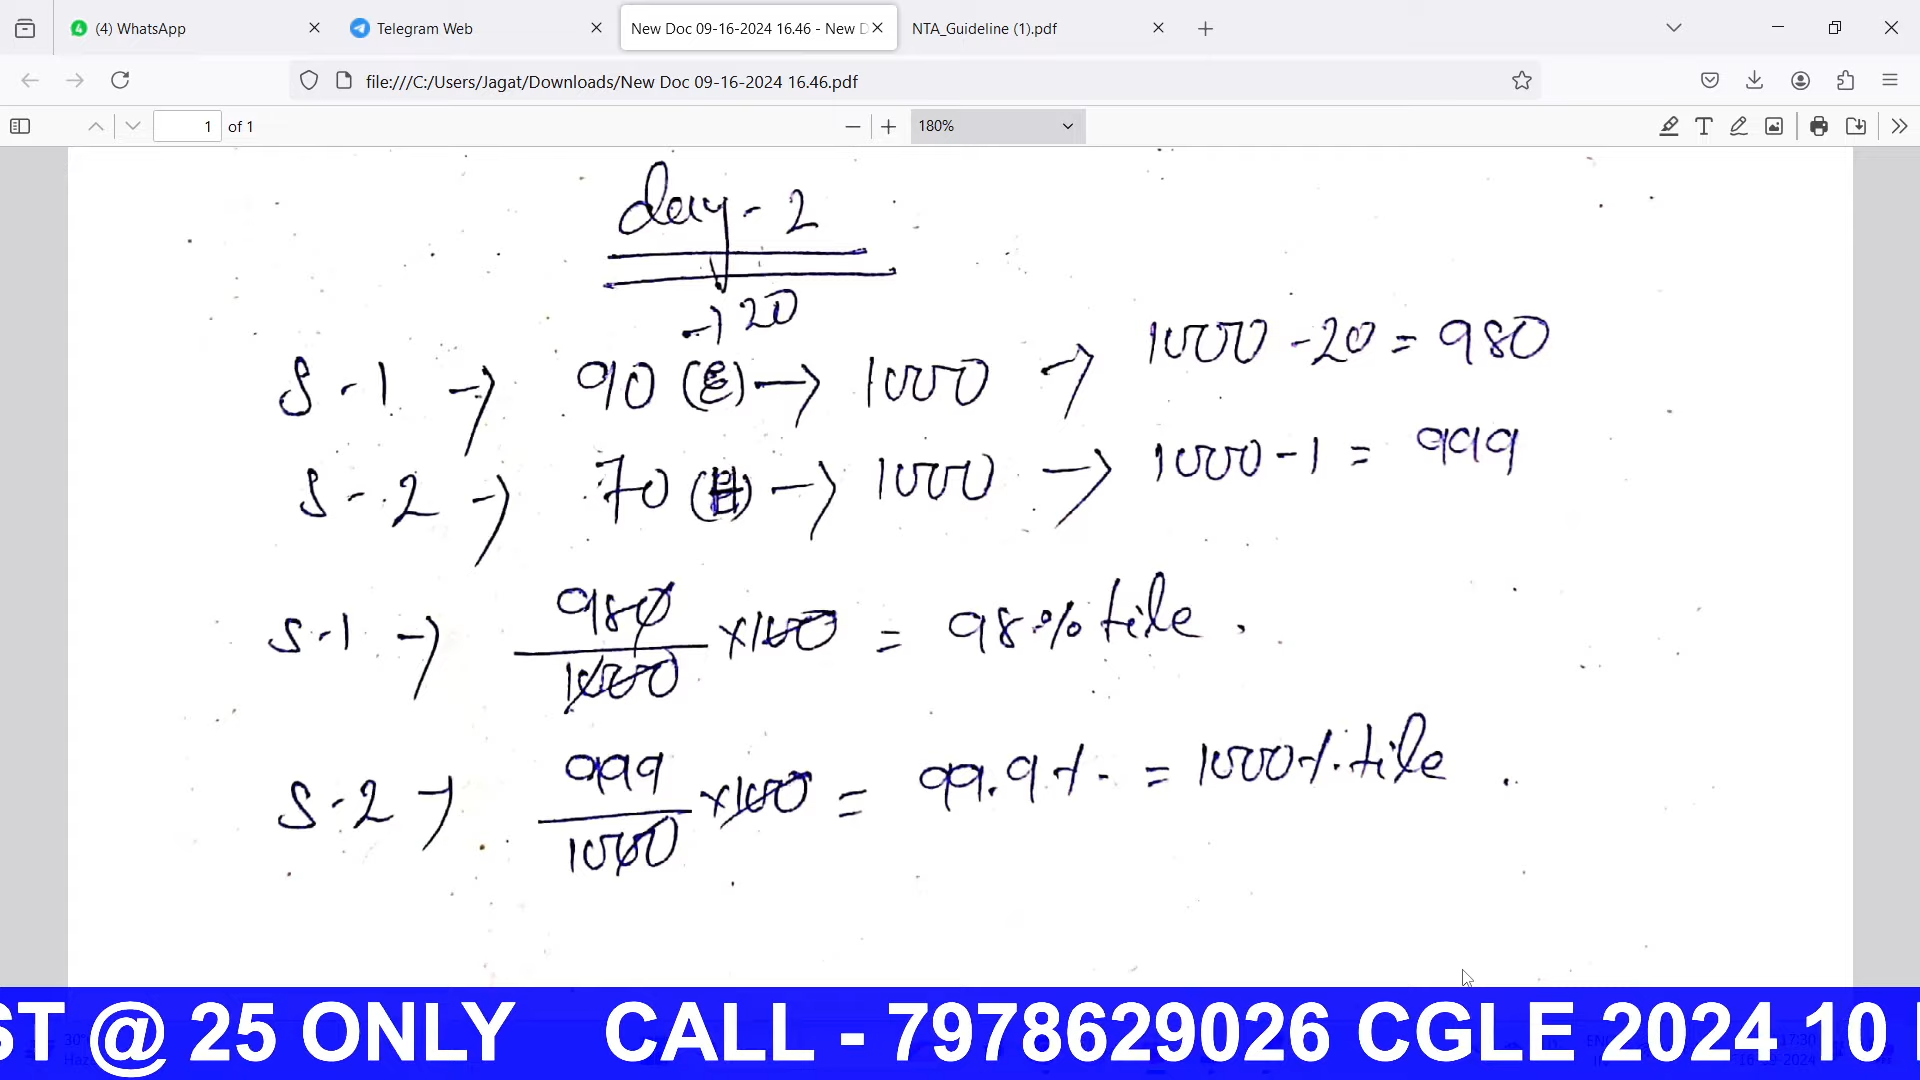 (4) WhatsApp
Telegram Web
New Doc 09-16-2024 16.46 - New D
NTA_Guideline (1).pdf
file:///C:/Users/Jagat/Downloads/New Doc 09-16-2024 16.46.pdf
1 of 1
180%
day - 2
→ 20
S-1 → 90 (E) → 1000 → 1000 - 20 = 980
S-2 → 70 (H) → 1000 → 1000 - 1 = 999
S-1 → 980/1000 ×100 = 98%tile.
S-2 → 999/1000 ×100 = 99.9%. = 1000%tile.
ST @ 25 ONLY CALL - 7978629026 CGLE 2024 10